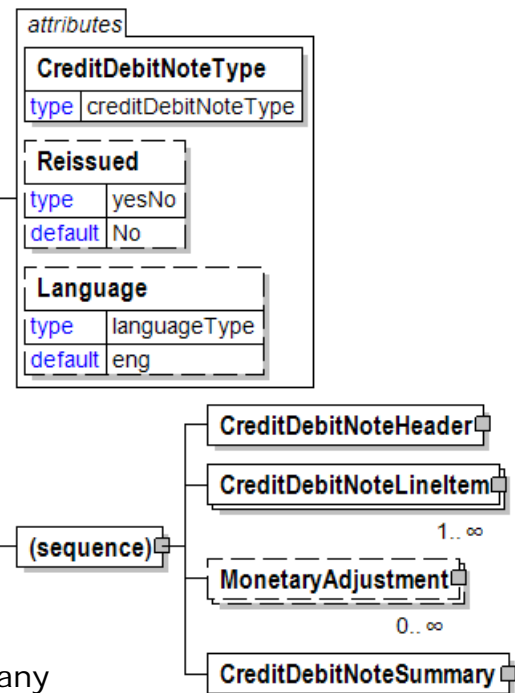 attributes
CreditDebitNoteType
type creditDebitNoteType
Reissued
type yesNo
default No
Language
type languageType
default eng
CreditDebitNoteHeader
CreditDebitNoteLineItem
1..∞
(sequence)
MonetaryAdjustment
0..∞
any
CreditDebitNoteSummary